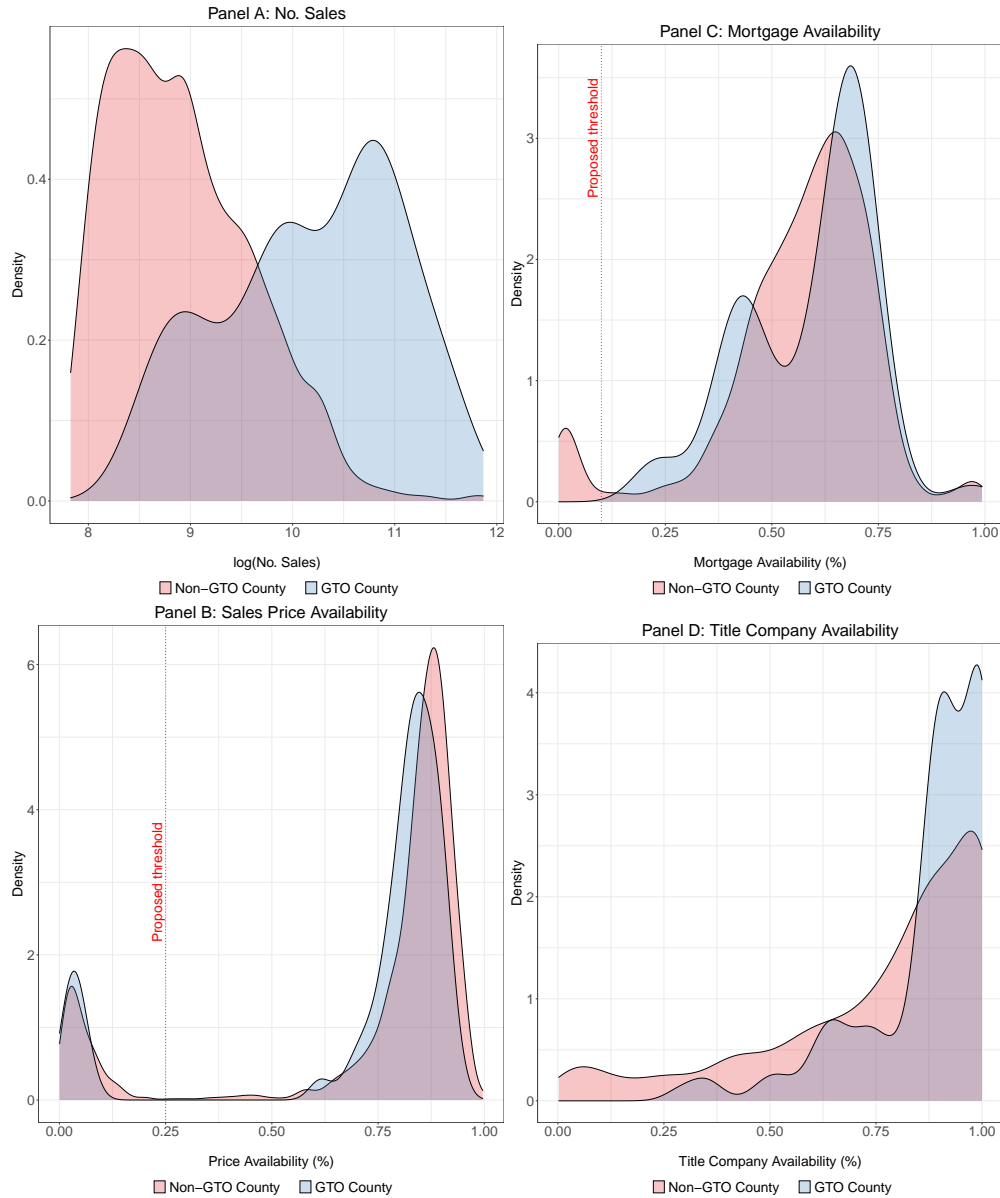 Panel A: No. Sales
Density
0.4
0.2
0.0
8 9 10 11 12
log(No. Sales)
Non−GTO County GTO County
Panel C: Mortgage Availability
Density
Proposed threshold
3
2
1
0
0.00 0.25 0.50 0.75 1.00
Mortgage Availability (%)
Non−GTO County GTO County
Panel B: Sales Price Availability
Density
Proposed threshold
6
4
2
0
0.00 0.25 0.50 0.75 1.00
Price Availability (%)
Non−GTO County GTO County
Panel D: Title Company Availability
Density
4
3
2
1
0
0.00 0.25 0.50 0.75 1.00
Title Company Availability (%)
Non−GTO County GTO County